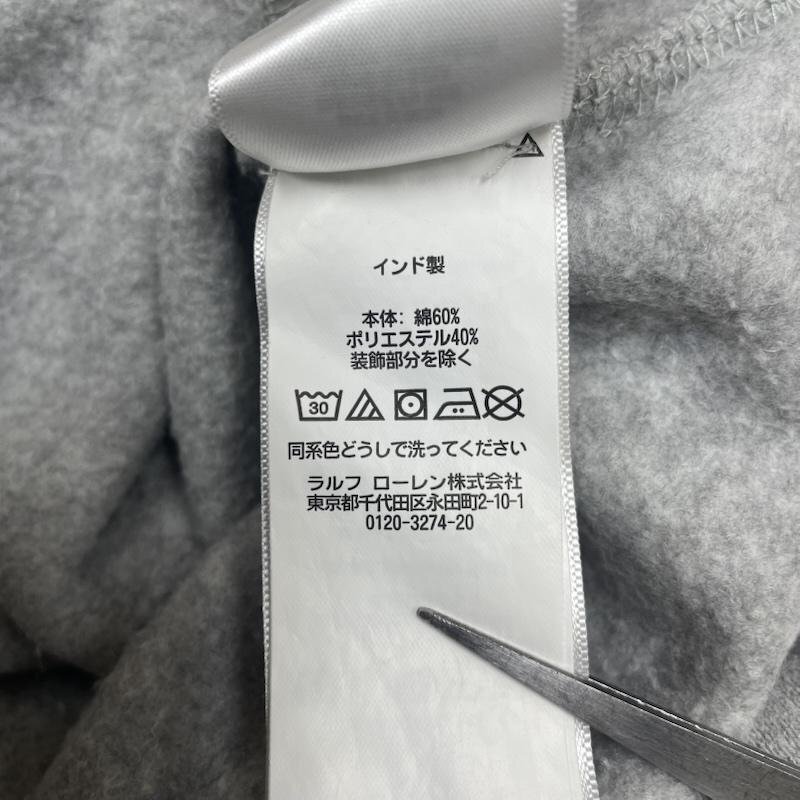 インド製
本体: 綿60%
ポリエステル40%
装飾部分を除く
30
同系色どうしで洗ってください
ラルフ ローレン株式会社
東京都千代田区永田町2-10-1
0120-3274-20